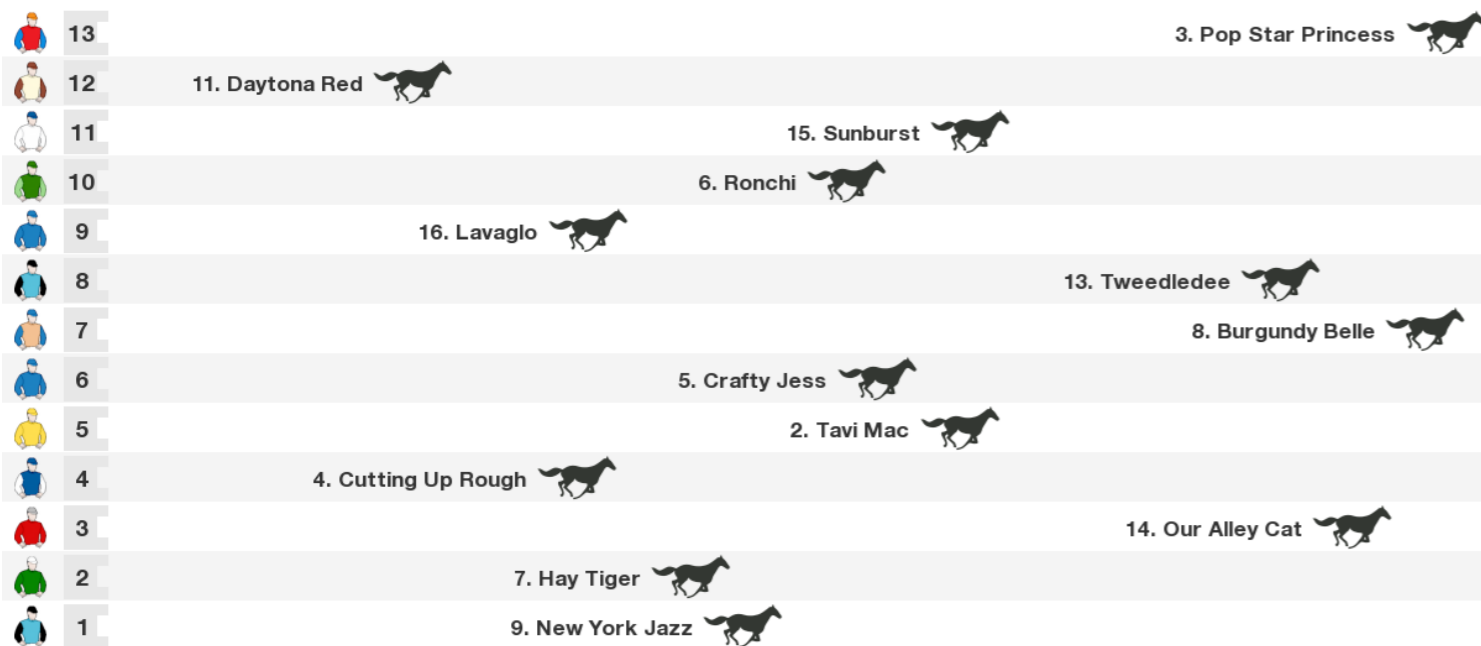 13 3. Pop Star Princess
12 11. Daytona Red
11 15. Sunburst
10 6. Ronchi
9 16. Lavaglo
8 13. Tweedledee
7 8. Burgundy Belle
6 5. Crafty Jess
5 2. Tavi Mac
4 4. Cutting Up Rough
3 14. Our Alley Cat
2 7. Hay Tiger
1 9. New York Jazz